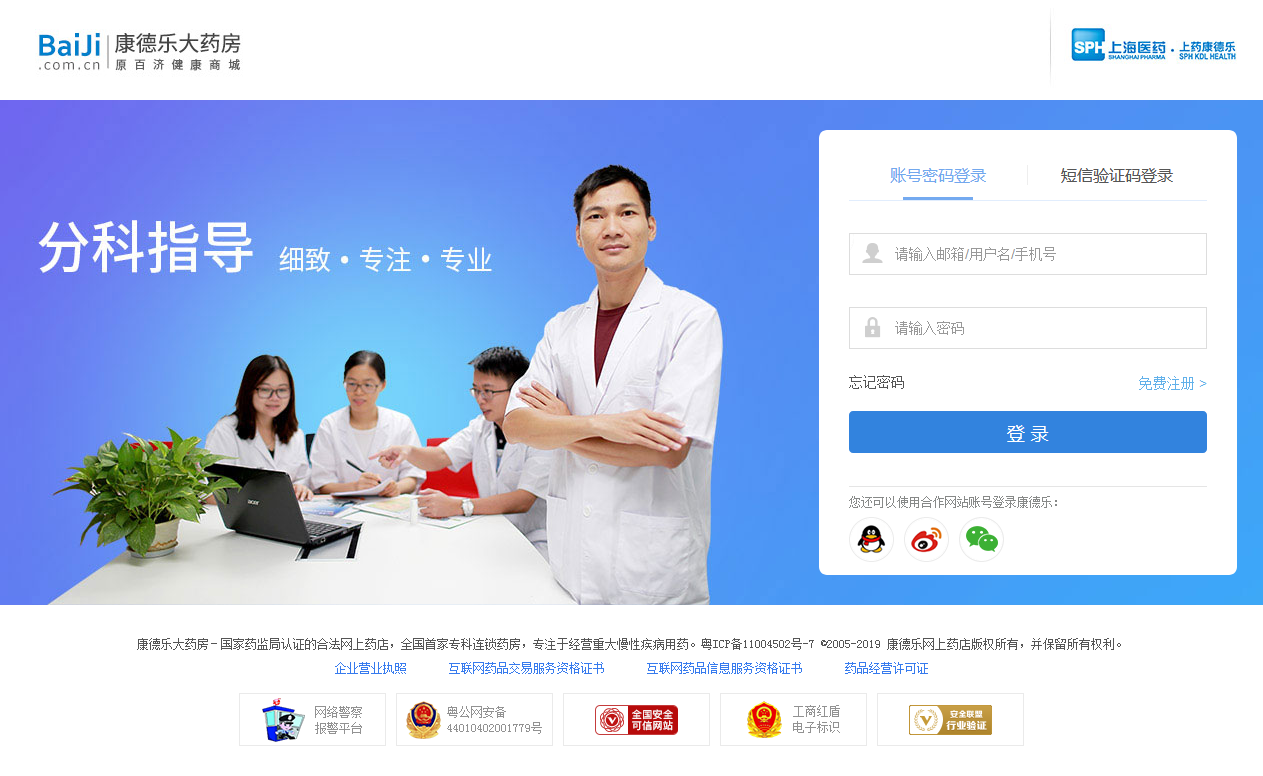 BaiJi 康德乐大药房
.com.cn 原百济健康商城
SPH 上海医药·上药康德乐
SHANGHAI PHARMA SPH KDL HEALTH
账号密码登录 短信验证码登录
分科指导 细致·专注·专业
请输入邮箱/用户名/手机号
请输入密码
忘记密码 免费注册 >
登 录
acer
您还可以使用合作网站账号登录康德乐:
康德乐大药房-国家药监局认证的合法网上药店，全国首家专科连锁药房，专注于经营重大慢性疾病用药。粤ICP备11004502号-7 ©2005-2019 康德乐网上药店版权所有，并保留所有权利。
企业营业执照 互联网药品交易服务资格证书 互联网药品信息服务资格证书 药品经营许可证
网络警察 粤公网安备 全国安全 工商红盾 安全联盟
报警平台 44010402001779号 可信网站 电子标识 行业验证